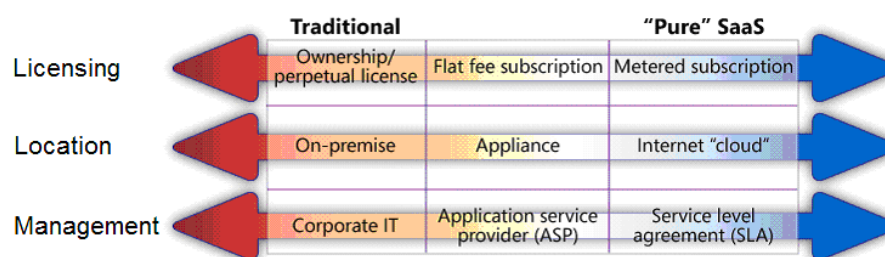 Traditional “Pure” SaaS
Licensing Ownership/ perpetual license Flat fee subscription Metered subscription
Location On-premise Appliance Internet “cloud”
Management Corporate IT Application service provider (ASP) Service level agreement (SLA)